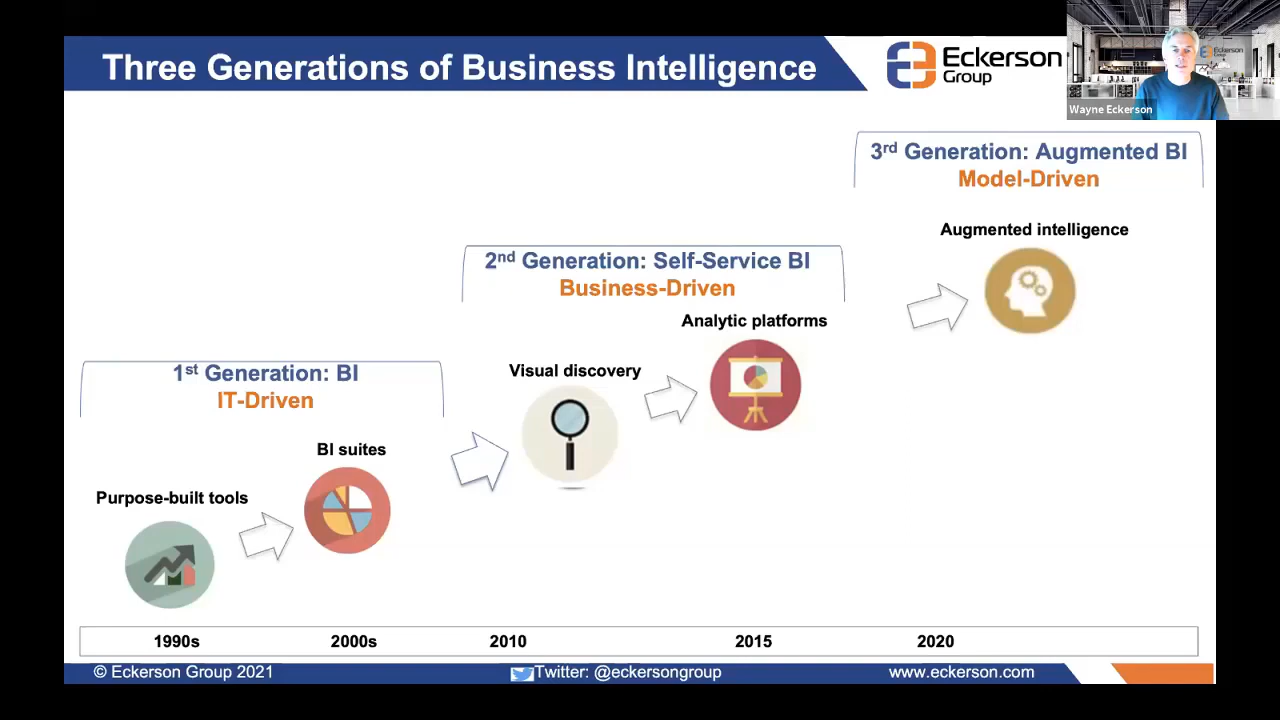 Three Generations of Business Intelligence
Eckerson
Group
Eckerson
Wayne Eckerson
3rd Generation: Augmented BI
Model-Driven
Augmented intelligence
2nd Generation: Self-Service BI
Business-Driven
Analytic platforms
Visual discovery
1st Generation: BI
IT-Driven
BI suites
Purpose-built tools
1990s 2000s 2010 2015 2020
© Eckerson Group 2021 Twitter: @eckersongroup www.eckerson.com